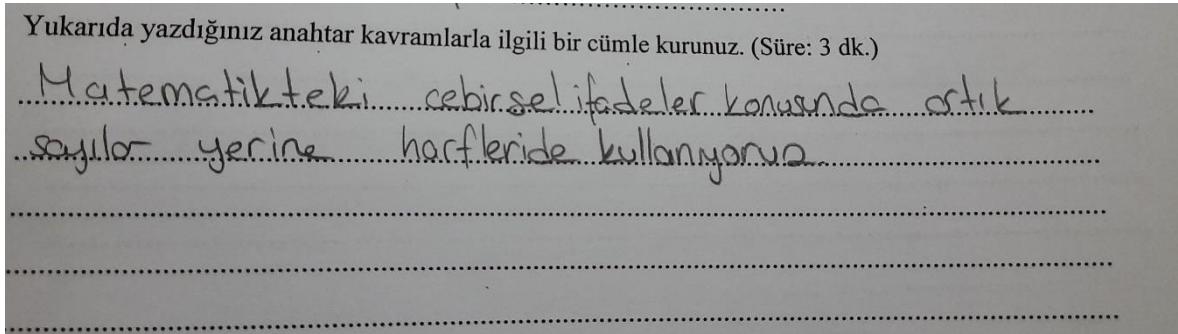 Yukarıda yazdığınız anahtar kavramlarla ilgili bir cümle kurunuz. (Süre: 3 dk.)
Matematikteki cebirsel ifadeler konusunda artık
sayılar yerine harfleride kullanıyoruz